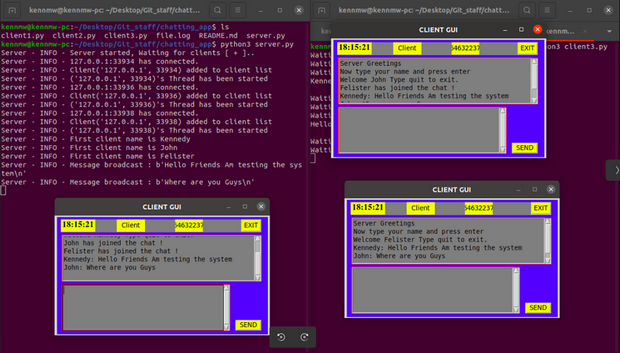 kennmw@kennmw-pc: ~/Desktop/Git_staff/chatt...
kennmw@kennmw-pc:~/Desktop/Git_staff/chatting_app$ ls
client1.py client2.py client3.py file.log README.md server.py
kennmw@kennmw-pc:~/Desktop/Git_staff/chatting_app$ python3 server.py
Server - INFO - Server started, Waiting for clients [ + ]..
Server - INFO - 127.0.0.1:33934 has connected.
Server - INFO - Client('127.0.0.1', 33934) added to client list
Server - INFO - ('127.0.0.1', 33934)'s Thread has been started
Server - INFO - 127.0.0.1:33936 has connected.
Server - INFO - Client('127.0.0.1', 33936) added to client list
Server - INFO - ('127.0.0.1', 33936)'s Thread has been started
Server - INFO - 127.0.0.1:33938 has connected.
Server - INFO - Client('127.0.0.1', 33938) added to client list
Server - INFO - ('127.0.0.1', 33938)'s Thread has been started
Server - INFO - First client name is Kennedy
Server - INFO - First client name is John
Server - INFO - First client name is Felister
Server - INFO - Message broadcast : b'Hello Friends Am testing the sys
tem\n'
Server - INFO - Message broadcast : b'Where are you Guys\n'
CLIENT GUI
18:15:21 Client 54632237 EXIT
John has joined the chat !
Felister has joined the chat !
Kennedy: Hello Friends Am testing the system
John: Where are you Guys
SEND
kennmw@kennmw-pc: ~/Desktop/Git_staff/chatt...
kennm...
client3.py
CLIENT GUI
18:15:21 Client 54632237 EXIT
Server Greetings
Now type your name and press enter
Welcome John Type quit to exit.
Felister has joined the chat !
Kennedy: Hello Friends Am testing the system
SEND
CLIENT GUI
18:15:21 Client 54632237 EXIT
Server Greetings
Now type your name and press enter
Welcome Felister Type quit to exit.
Kennedy: Hello Friends Am testing the system
John: Where are you Guys
SEND